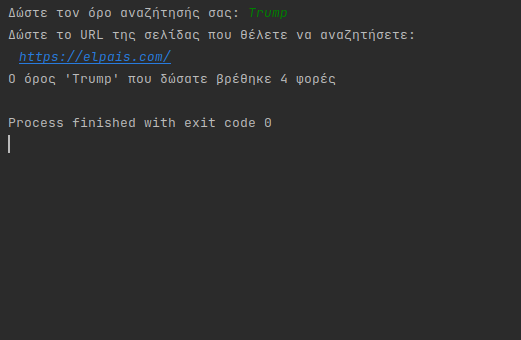 Δώστε τον όρο αναζήτησής σας: Trump
Δώστε το URL της σελίδας που θέλετε να αναζητήσετε:
https://elpais.com/
Ο όρος 'Trump' που δώσατε βρέθηκε 4 φορές
Process finished with exit code 0